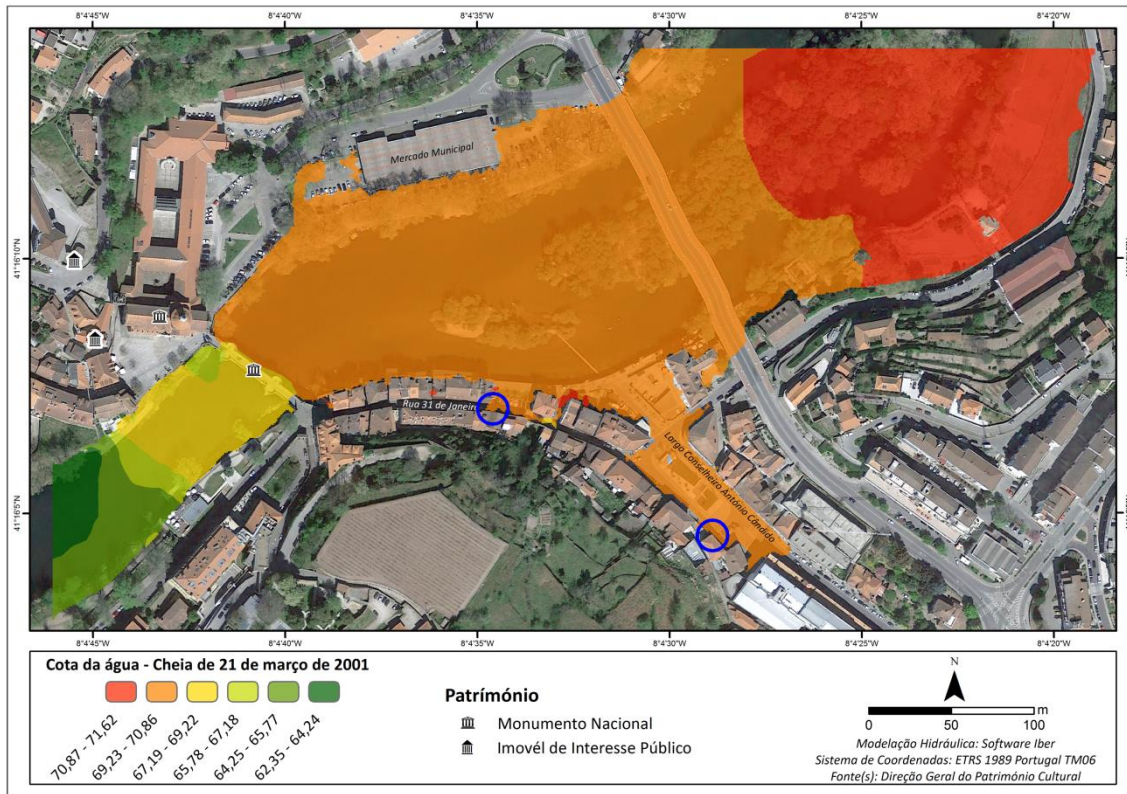 8°4'45"W 8°4'40"W 8°4'35"W 8°4'30"W 8°4'25"W 8°4'20"W
Mercado Municipal
41°16'10"N
Rua 31 de Janeiro
Largo Conselheiro António Cândido
41°16'5"N
8°4'45"W 8°4'40"W 8°4'35"W 8°4'30"W 8°4'25"W 8°4'20"W
Cota da água - Cheia de 21 de março de 2001
70,87 - 71,62
69,23 - 70,86
67,19 - 69,22
65,78 - 67,18
64,25 - 65,77
62,35 - 64,24
Património
Monumento Nacional
Imovél de Interesse Público
N
0 50 100 m
Modelação Hidráulica: Software Iber
Sistema de Coordenadas: ETRS 1989 Portugal TM06
Fonte(s): Direção Geral do Património Cultural